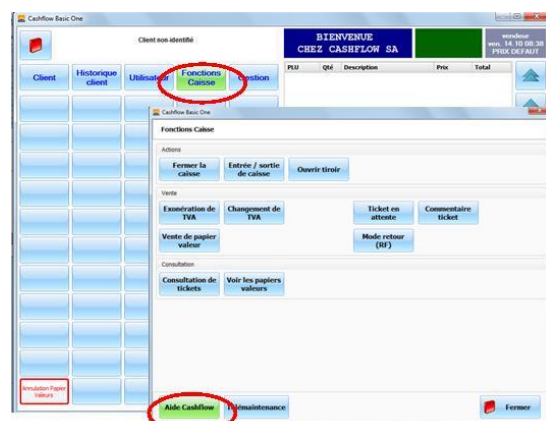 Cashflow Basic One
Client non identifié
BIENVENUE
CHEZ CASHFLOW SA
vendeur
ven. 14.10 08:38
PRIX DEFAUT
Client
Historique
client
Utilisateur
Fonctions
Caisse
Gestion
PLU Qté Description Prix Total
Cashflow Basic One
Fonctions Caisse
Actions
Fermer la
caisse
Entrée / sortie
de caisse
Ouvrir tiroir
Vente
Exonération de
TVA
Changement de
TVA
Ticket en
attente
Commentaire
ticket
Vente de papier
valeur
Mode retour
(RF)
Consultation
Consultation de
tickets
Voir les papiers
valeurs
Annulation Papier
Valeurs
Aide Cashflow
Télémaintenance
Fermer